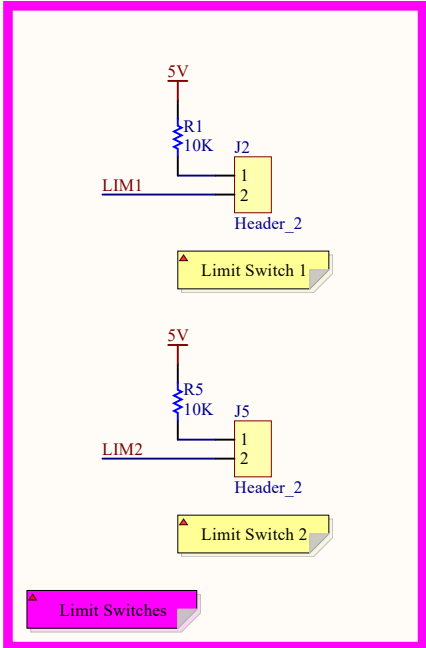 5V
R1
10K
J2
LIM1
1
2
Header_2
Limit Switch 1
5V
R5
10K
J5
LIM2
1
2
Header_2
Limit Switch 2
Limit Switches